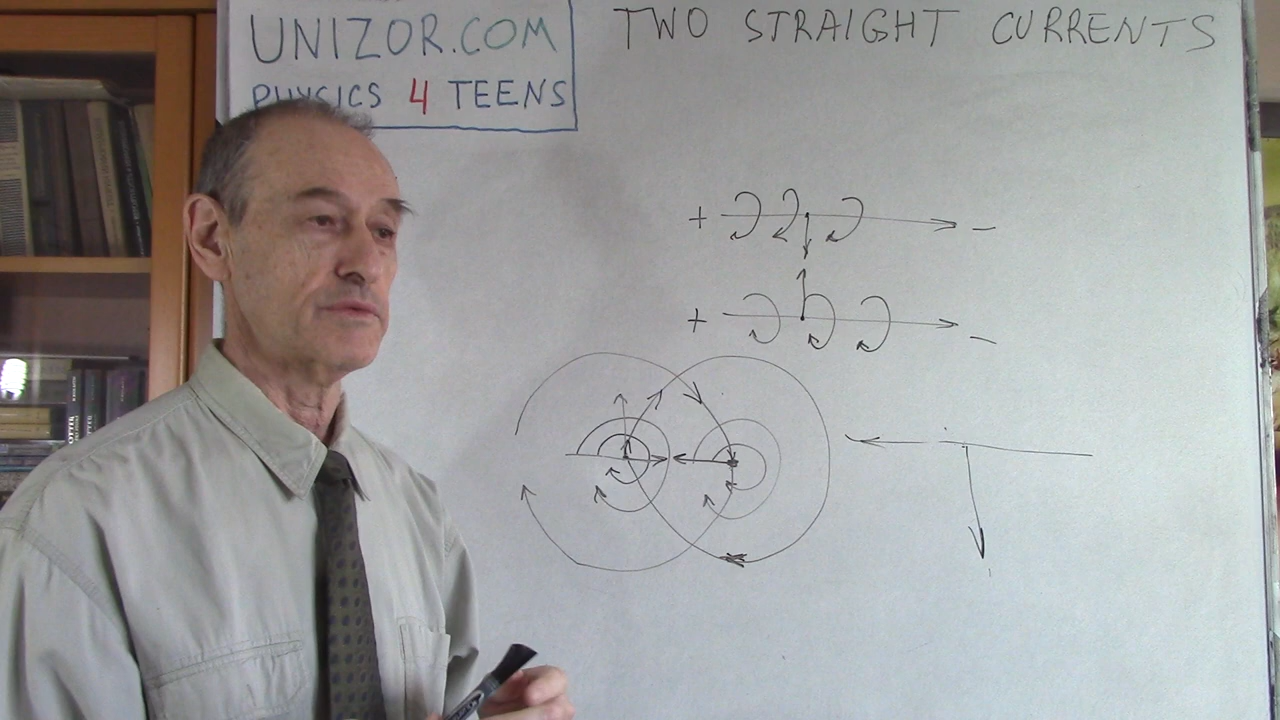 UNIZOR.COM
PHYSICS 4 TEENS
TWO STRAIGHT CURRENTS
+ -
+ -